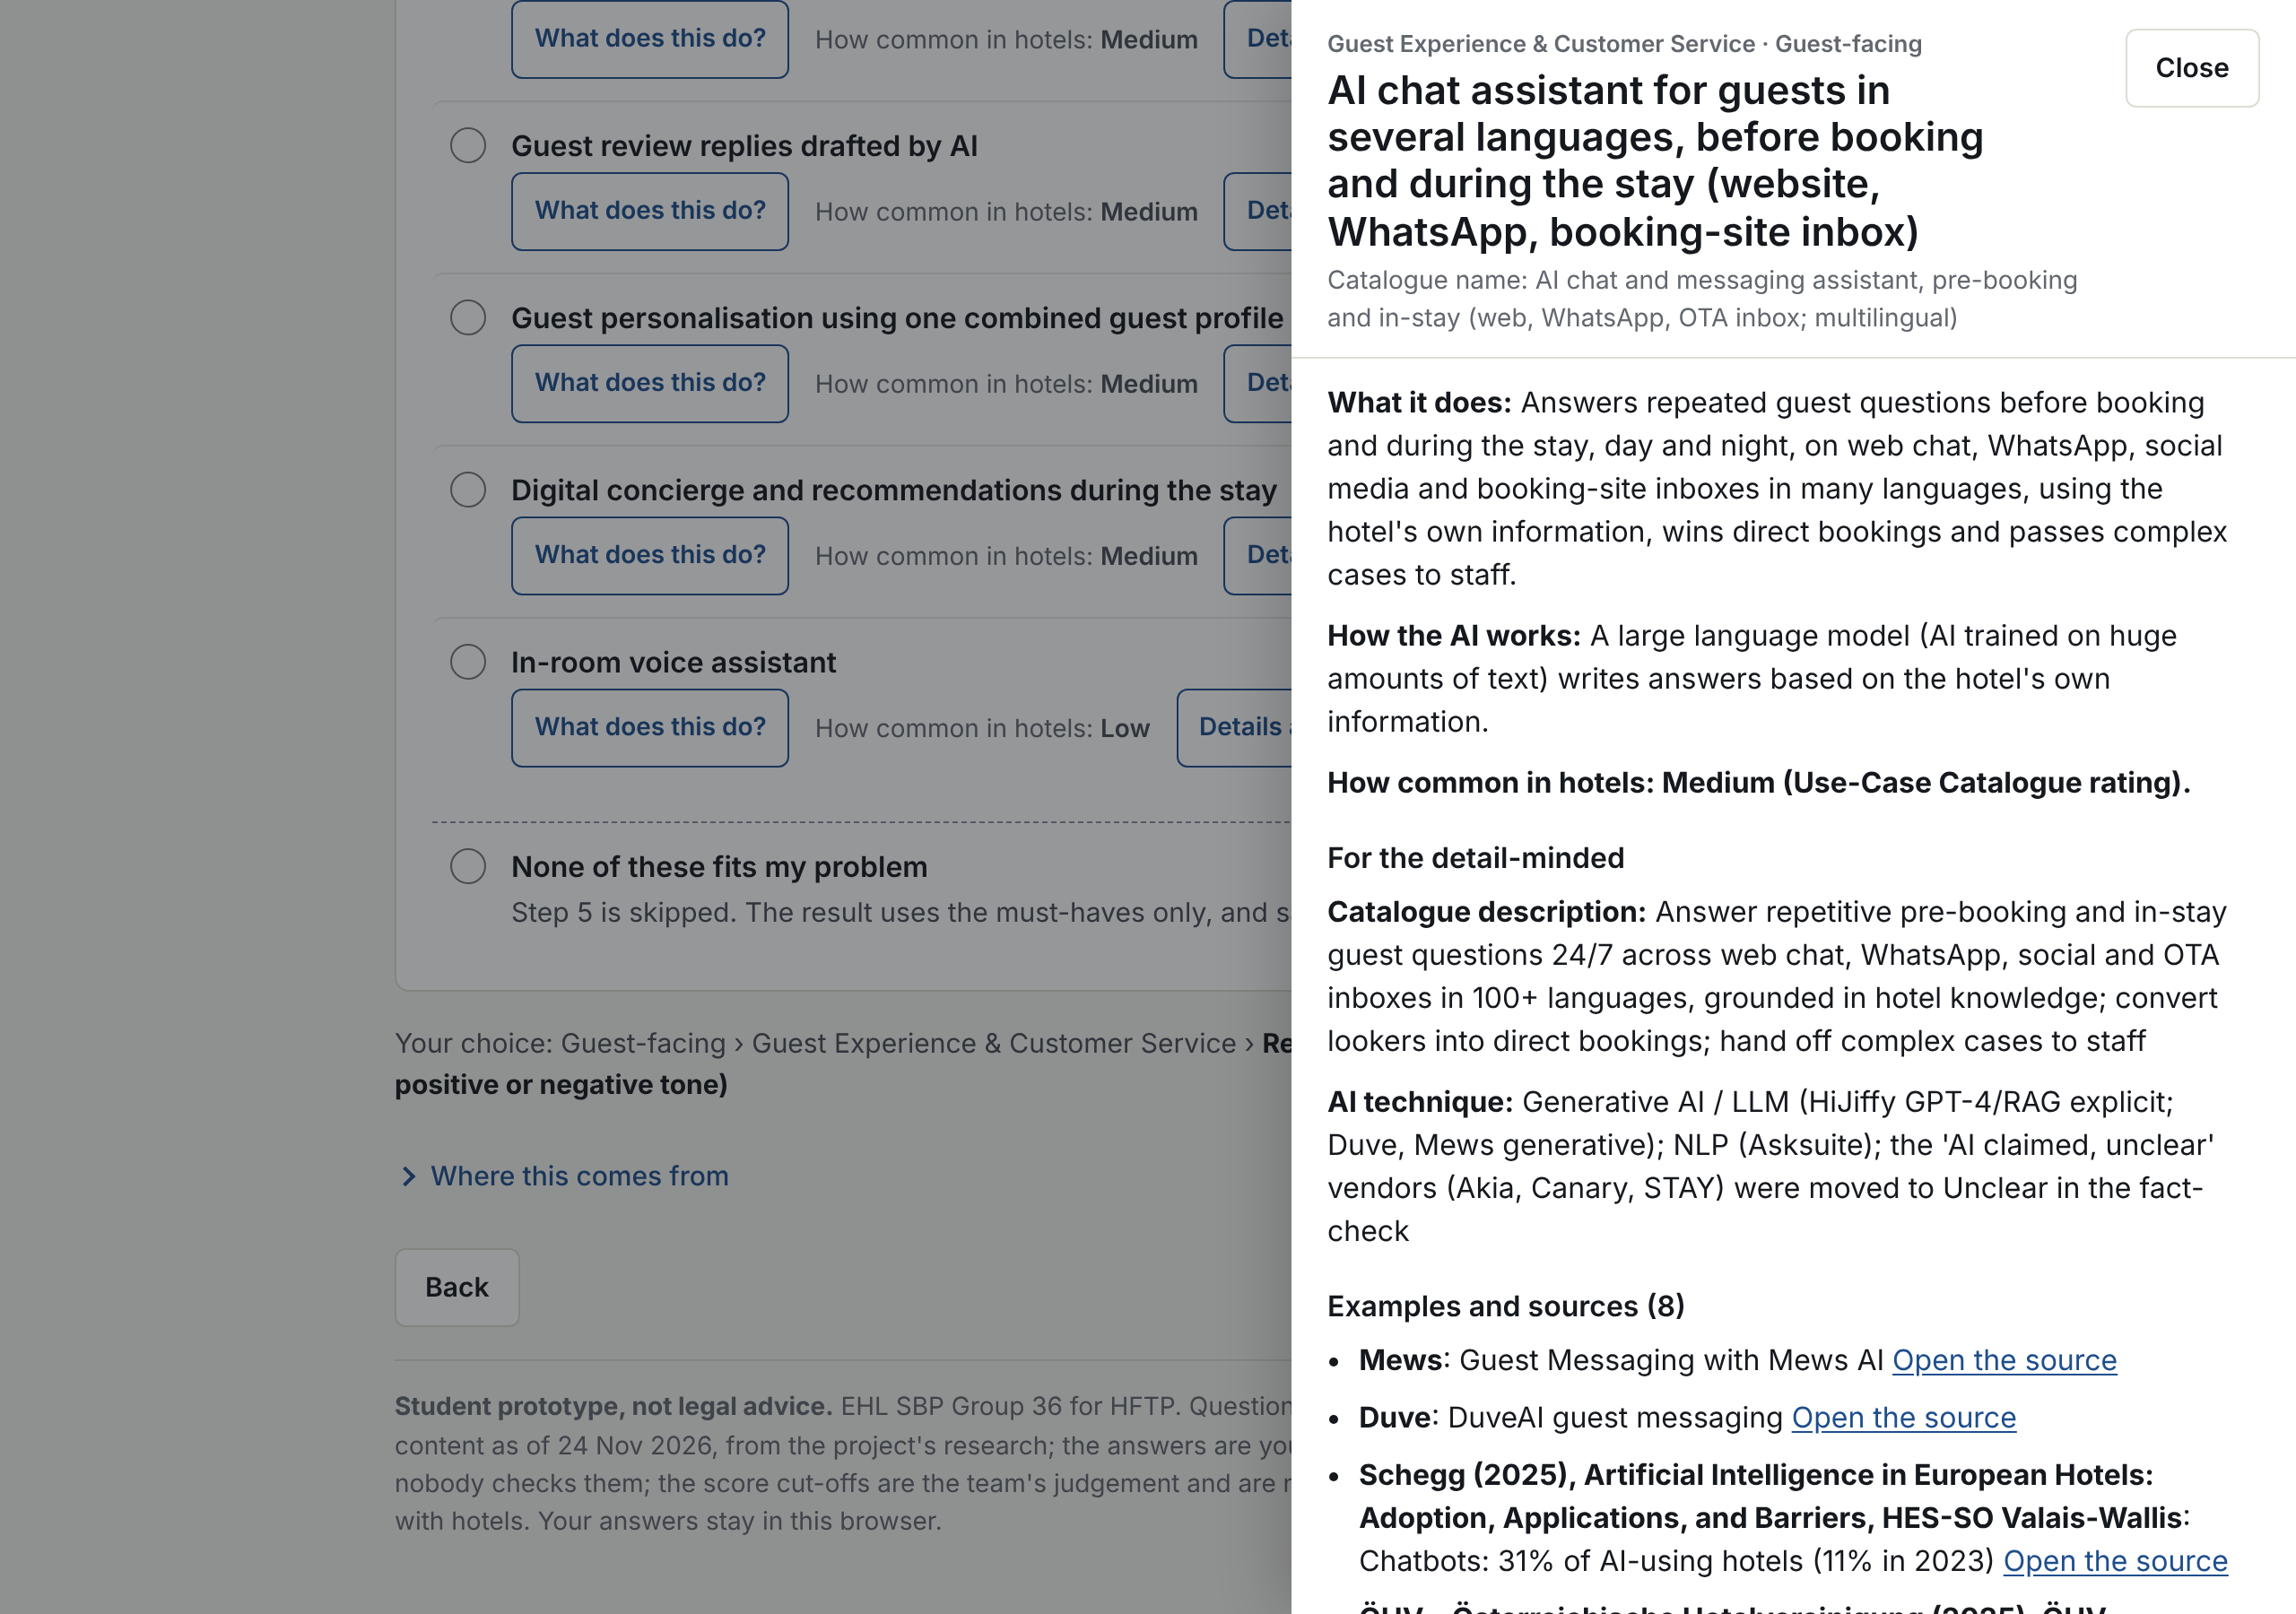 What does this do?
How common in hotels: Medium
Guest review replies drafted by AI
What does this do?
How common in hotels: Medium
Guest personalisation using one combined guest profile
What does this do?
How common in hotels: Medium
Digital concierge and recommendations during the stay
What does this do?
How common in hotels: Medium
In-room voice assistant
What does this do?
How common in hotels: Low
Details
None of these fits my problem
Step 5 is skipped. The result uses the must-haves only, and
Your choice: Guest-facing › Guest Experience & Customer Service ›
positive or negative tone)
Where this comes from
Back
Student prototype, not legal advice. EHL SBP Group 36 for HFTP.
content as of 24 Nov 2026, from the project's research; the answers are
nobody checks them; the score cut-offs are the team's judgement and are
with hotels. Your answers stay in this browser.
Guest Experience & Customer Service · Guest-facing
Close
AI chat assistant for guests in
several languages, before booking
and during the stay (website,
WhatsApp, booking-site inbox)
Catalogue name: AI chat and messaging assistant, pre-booking
and in-stay (web, WhatsApp, OTA inbox; multilingual)
What it does: Answers repeated guest questions before booking
and during the stay, day and night, on web chat, WhatsApp, social
media and booking-site inboxes in many languages, using the
hotel's own information, wins direct bookings and passes complex
cases to staff.
How the AI works: A large language model (AI trained on huge
amounts of text) writes answers based on the hotel's own
information.
How common in hotels: Medium (Use-Case Catalogue rating).
For the detail-minded
Catalogue description: Answer repetitive pre-booking and in-stay
guest questions 24/7 across web chat, WhatsApp, social and OTA
inboxes in 100+ languages, grounded in hotel knowledge; convert
lookers into direct bookings; hand off complex cases to staff
AI technique: Generative AI / LLM (HiJiffy GPT-4/RAG explicit;
Duve, Mews generative); NLP (Asksuite); the 'AI claimed, unclear'
vendors (Akia, Canary, STAY) were moved to Unclear in the fact-
check
Examples and sources (8)
• Mews: Guest Messaging with Mews AI Open the source
• Duve: DuveAI guest messaging Open the source
• Schegg (2025), Artificial Intelligence in European Hotels:
Adoption, Applications, and Barriers, HES-SO Valais-Wallis:
Chatbots: 31% of AI-using hotels (11% in 2023) Open the source